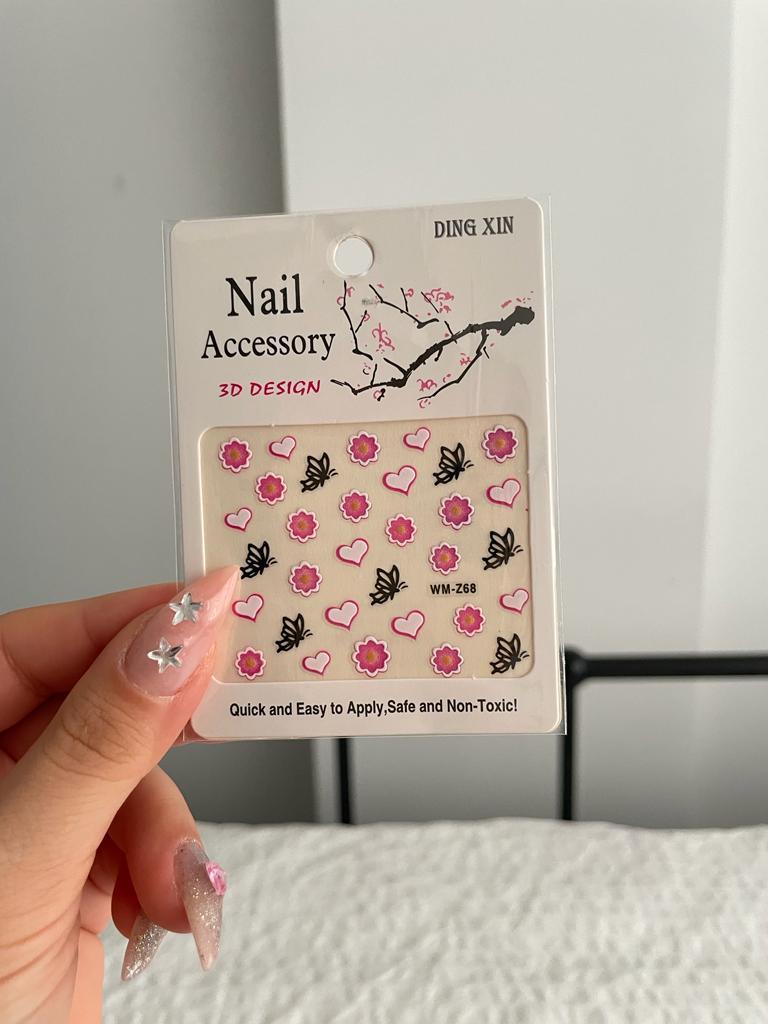 DING XIN
Nail
Accessory
3D DESIGN
WM-Z68
Quick and Easy to Apply,Safe and Non-Toxic!